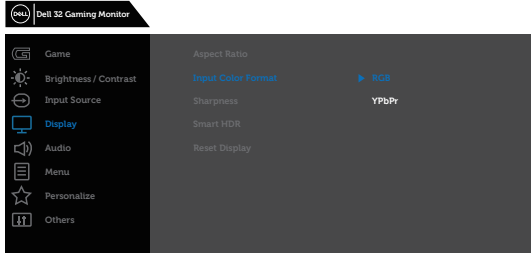 DELL Dell 32 Gaming Monitor
Game
Brightness / Contrast
Input Source
Display
Audio
Menu
Personalize
Others
Aspect Ratio
Input Color Format
Sharpness
Smart HDR
Reset Display
RGB
YPbPr